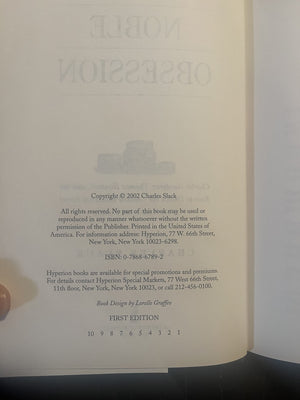 NOBLE
OBSESSION
Copyright © 2002 Charles Slack
All rights reserved. No part of this book may be used or
reproduced in any manner whatsoever without the written
permission of the Publisher. Printed in the United States of
America. For information address: Hyperion, 77 W. 66th Street,
New York, New York 10023-6298.
ISBN: 0-7868-6789-2
Hyperion books are available for special promotions and premiums.
For details contact Hyperion Special Markets, 77 West 66th Street,
11th floor, New York, New York 10023, or call 212-456-0100.
Book Design by Lorelle Graffeo
FIRST EDITION
10 9 8 7 6 5 4 3 2 1